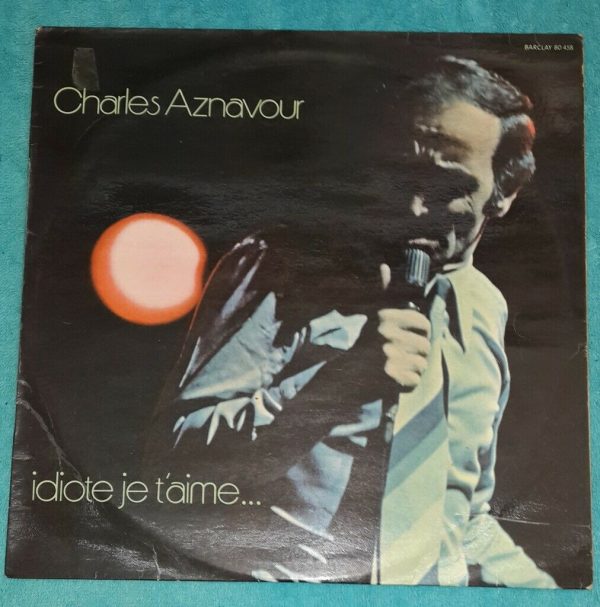 BARCLAY 80 438
Charles Aznavour
idiote je t'aime...